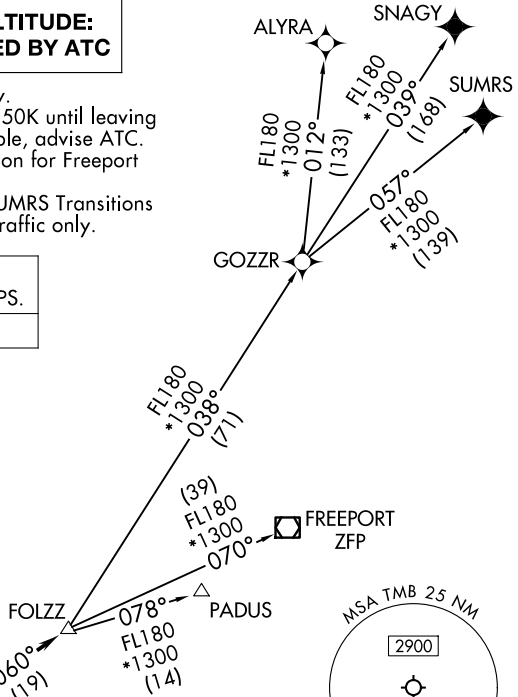 LTITUDE:
ED BY ATC
y.
50K until leaving
ble, advise ATC.
on for Freeport
UMRS Transitions
raffic only.
PS.
ALYRA
SNAGY
SUMRS
FL180
*1300
012°
(133)
FL180
*1300
039°
(168)
057°
FL180
*1300
(139)
GOZZR
FL180
*1300
038°
(71)
(39)
FL180
*1300
070°
FREEPORT
ZFP
FOLZZ
078°
FL180
*1300
(14)
PADUS
060°
(19)
MSA TMB 25 NM
2900